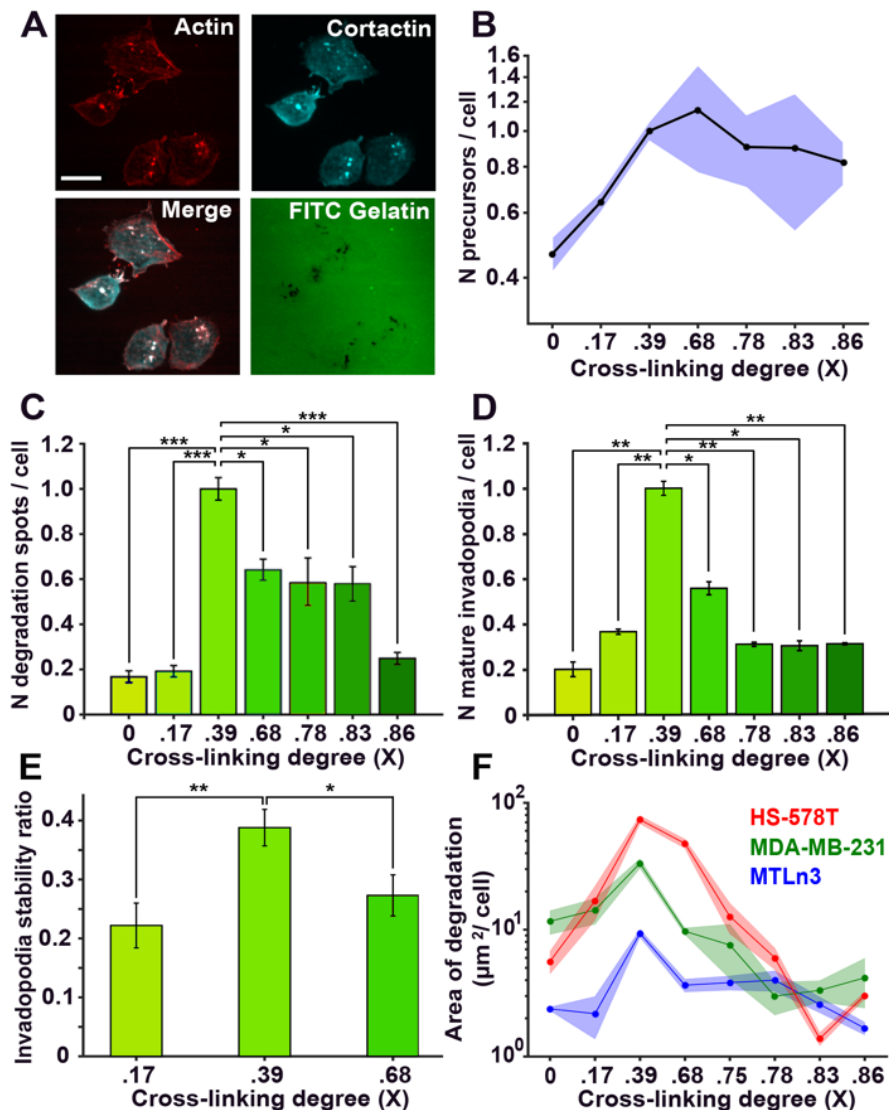 A
Actin
Cortactin
Merge
FITC Gelatin
B
N precursors / cell
1.6
1.4
1.2
1.0
0.8
0.6
0.4
0 .17 .39 .68 .78 .83 .86
Cross-linking degree (X)
C
N degradation spots / cell
1.2
1.0
0.8
0.6
0.4
0.2
0
***
***
***
*
*
*
0 .17 .39 .68 .78 .83 .86
Cross-linking degree (X)
D
N mature invadopodia / cell
1.2
1.0
0.8
0.6
0.4
0.2
0
**
**
**
*
**
*
0 .17 .39 .68 .78 .83 .86
Cross-linking degree (X)
E
Invadopodia stability ratio
0.4
0.3
0.2
0.1
0
**
*
.17 .39 .68
Cross-linking degree (X)
F
Area of degradation
(µm ²/ cell)
10²
10¹
10⁰
HS-578T
MDA-MB-231
MTLn3
0 .17 .39 .68 .75 .78 .83 .86
Cross-linking degree (X)